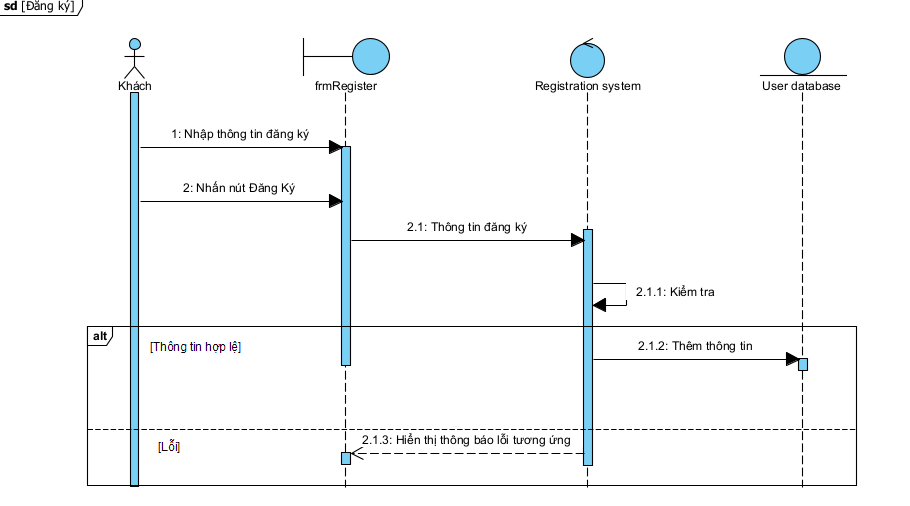 sd [Đăng ký]
Khách
frmRegister
Registration system
User database
1: Nhập thông tin đăng ký
2: Nhấn nút Đăng Ký
2.1: Thông tin đăng ký
2.1.1: Kiểm tra
alt
[Thông tin hợp lệ]
2.1.2: Thêm thông tin
[Lỗi]
2.1.3: Hiển thị thông báo lỗi tương ứng